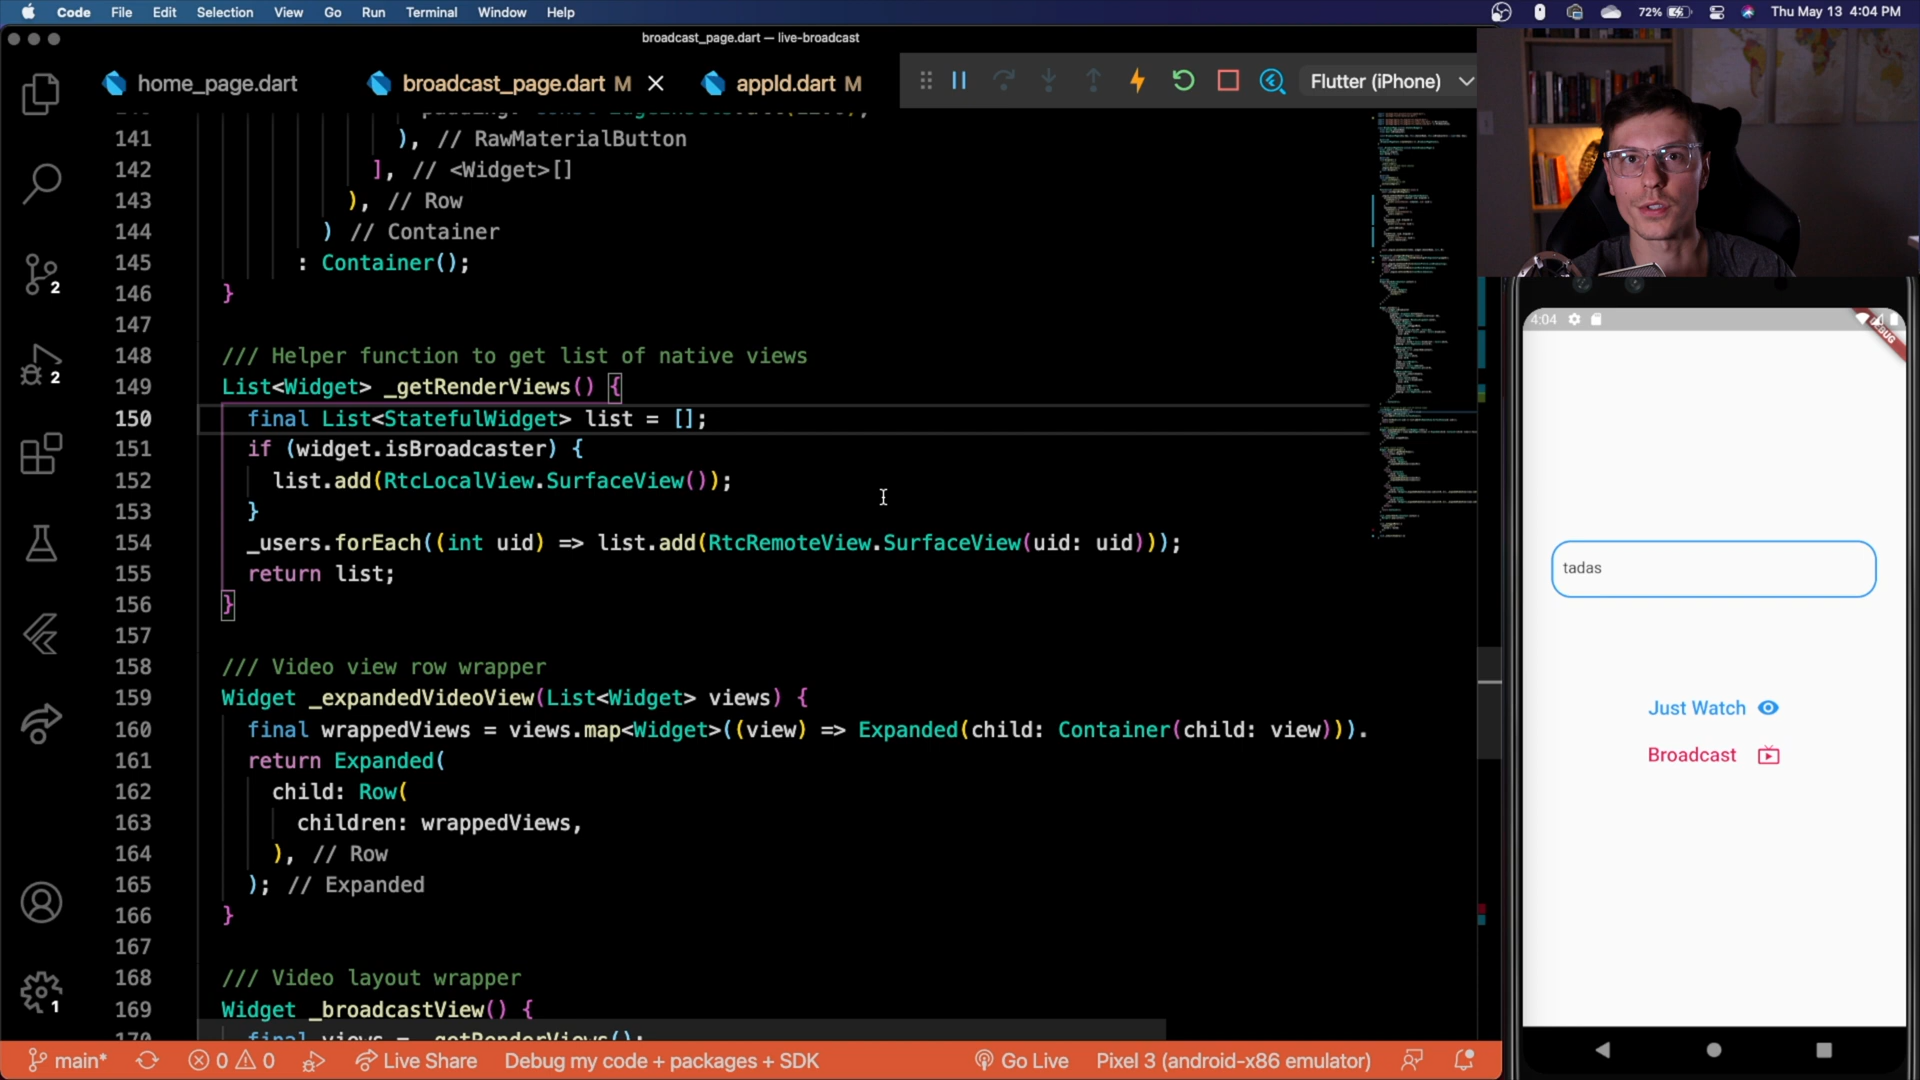 Code File Edit Selection View Go Run Terminal Window Help
72% Thu May 13 4:04 PM
broadcast_page.dart — live-broadcast
home_page.dart broadcast_page.dart M appId.dart M
Flutter (iPhone)
141 ), // RawMaterialButton
142 ], // <Widget>[]
143 ), // Row
144 ) // Container
145 : Container();
146 }
147
148 /// Helper function to get list of native views
149 List<Widget> _getRenderViews() {
150 final List<StatefulWidget> list = [];
151 if (widget.isBroadcaster) {
152 list.add(RtcLocalView.SurfaceView());
153 }
154 _users.forEach((int uid) => list.add(RtcRemoteView.SurfaceView(uid: uid)));
155 return list;
156 }
157
158 /// Video view row wrapper
159 Widget _expandedVideoView(List<Widget> views) {
160 final wrappedViews = views.map<Widget>((view) => Expanded(child: Container(child: view))).
161 return Expanded(
162 child: Row(
163 children: wrappedViews,
164 ), // Row
165 ); // Expanded
166 }
167
168 /// Video layout wrapper
169 Widget _broadcastView() {
170 final views = _getRenderViews();
2
2
1
main* 0 0 Live Share Debug my code + packages + SDK Go Live Pixel 3 (android-x86 emulator)
4:04
DEBUG
tadas
Just Watch
Broadcast